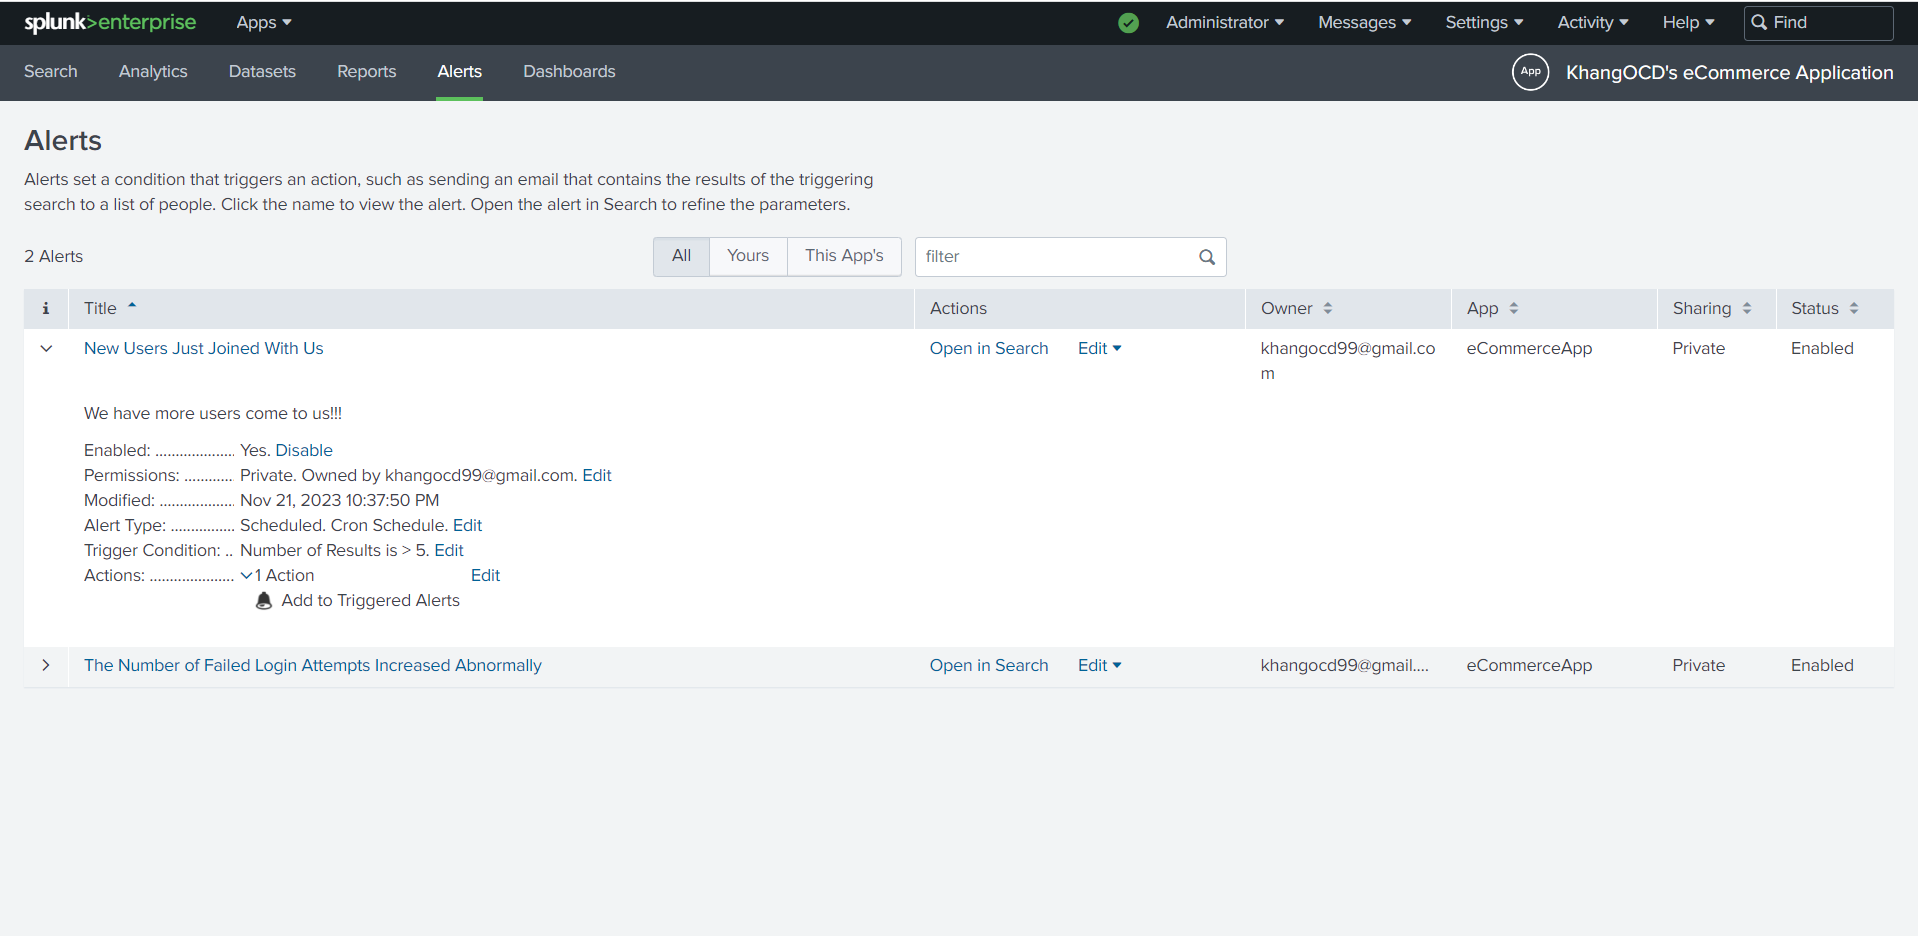 splunk>enterprise Apps Administrator Messages Settings Activity Help Find
Search Analytics Datasets Reports Alerts Dashboards App KhangOCD's eCommerce Application
Alerts
Alerts set a condition that triggers an action, such as sending an email that contains the results of the triggering
search to a list of people. Click the name to view the alert. Open the alert in Search to refine the parameters.
2 Alerts All Yours This App's filter
i Title Actions Owner App Sharing Status
New Users Just Joined With Us Open in Search Edit khangocd99@gmail.co eCommerceApp Private Enabled
m
We have more users come to us!!!
Enabled: ................... Yes. Disable
Permissions: ............ Private. Owned by khangocd99@gmail.com. Edit
Modified: .................. Nov 21, 2023 10:37:50 PM
Alert Type: ................ Scheduled. Cron Schedule. Edit
Trigger Condition: .. Number of Results is > 5. Edit
Actions: ..................... 1 Action Edit
Add to Triggered Alerts
The Number of Failed Login Attempts Increased Abnormally Open in Search Edit khangocd99@gmail.... eCommerceApp Private Enabled